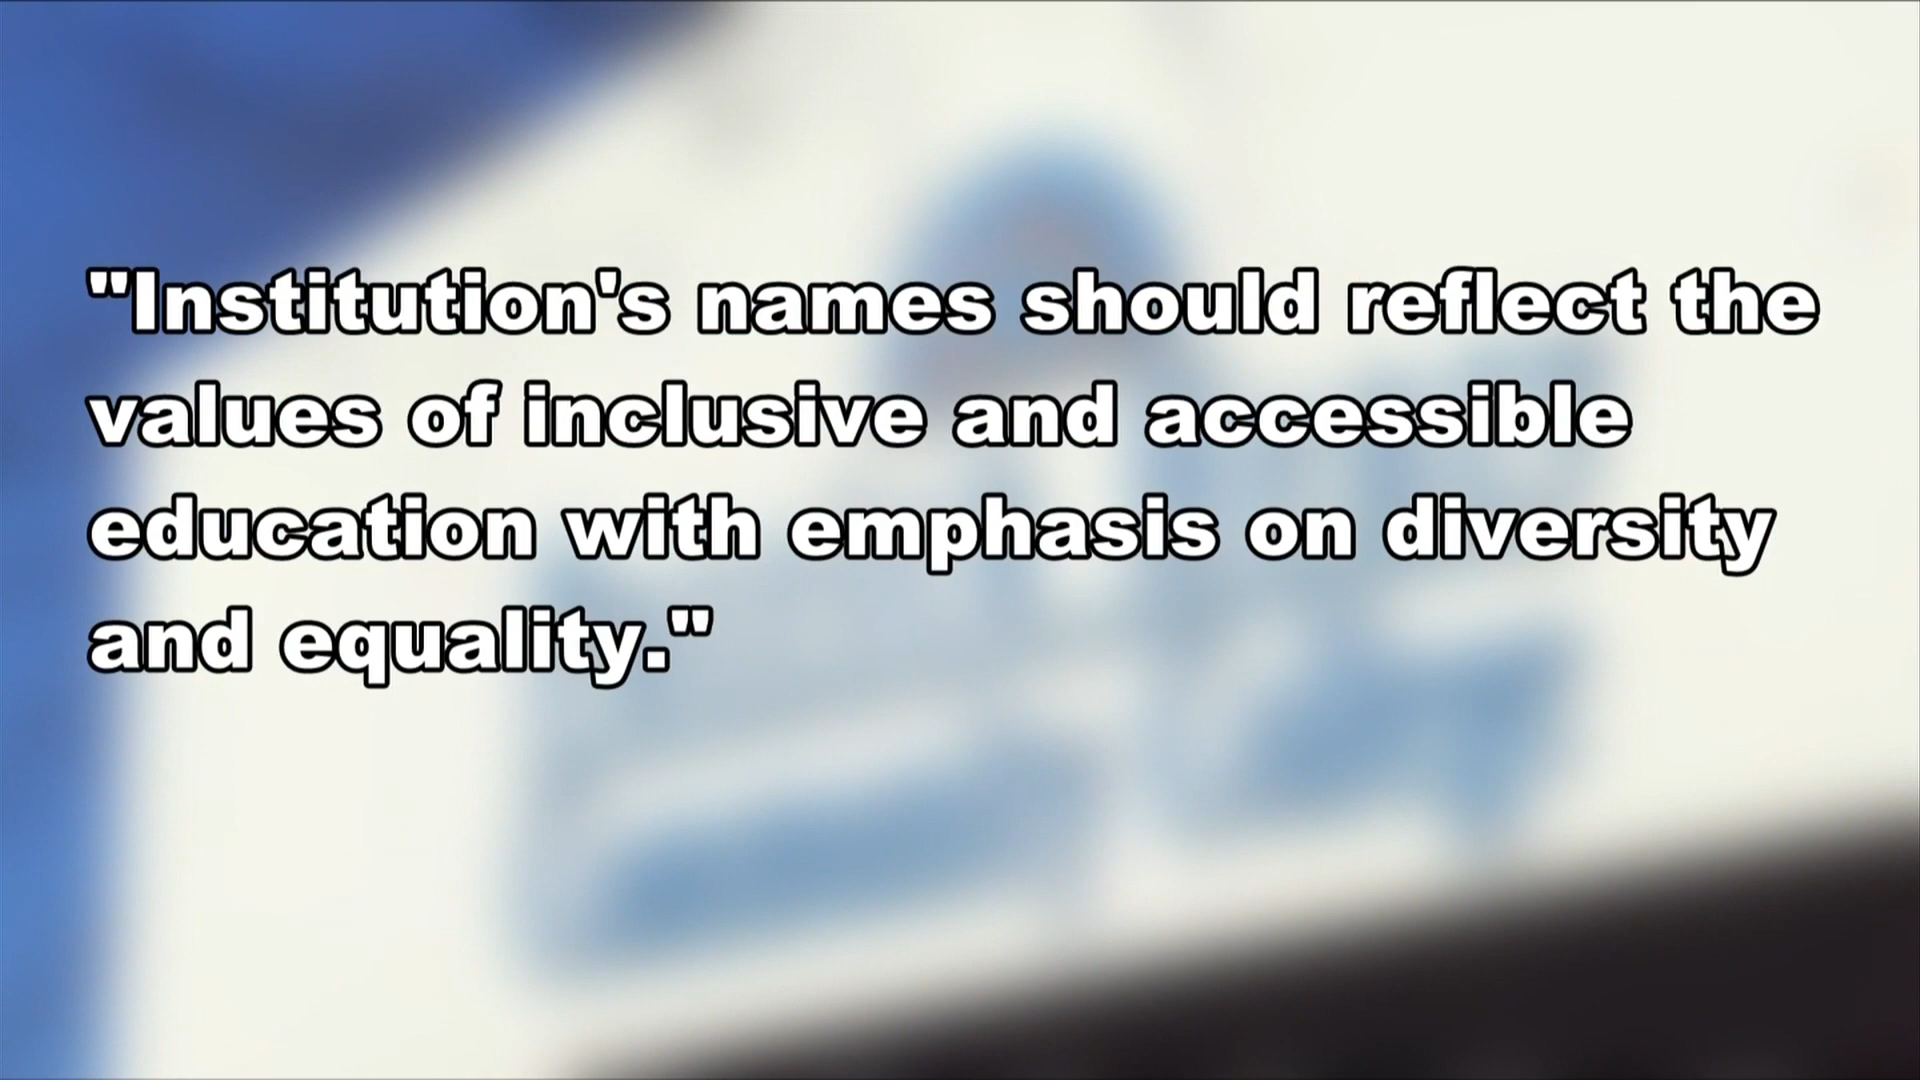 "Institution's names should reflect the
values of inclusive and accessible
education with emphasis on diversity
and equality."